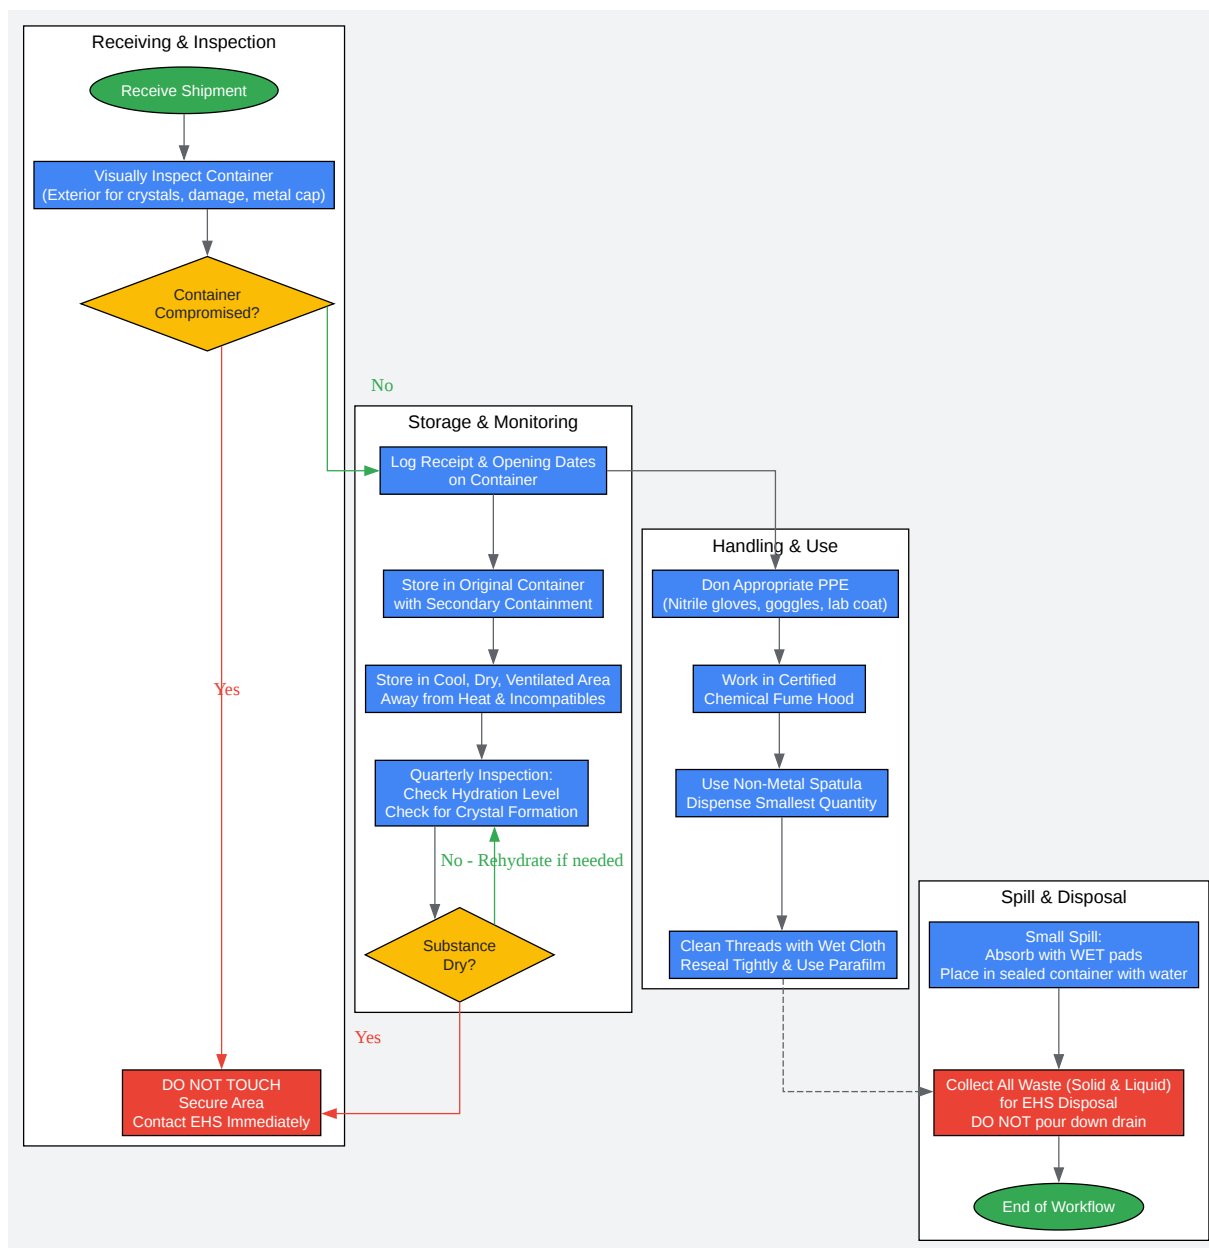 Receiving & Inspection
Receive Shipment
Visually Inspect Container
(Exterior for crystals, damage, metal cap)
Container
Compromised?
No
Yes
DO NOT TOUCH
Secure Area
Contact EHS Immediately
Storage & Monitoring
Log Receipt & Opening Dates
on Container
Store in Original Container
with Secondary Containment
Store in Cool, Dry, Ventilated Area
Away from Heat & Incompatibles
Quarterly Inspection:
Check Hydration Level
Check for Crystal Formation
No - Rehydrate if needed
Substance
Dry?
Yes
Handling & Use
Don Appropriate PPE
(Nitrile gloves, goggles, lab coat)
Work in Certified
Chemical Fume Hood
Use Non-Metal Spatula
Dispense Smallest Quantity
Clean Threads with Wet Cloth
Reseal Tightly & Use Parafilm
Spill & Disposal
Small Spill:
Absorb with WET pads
Place in sealed container with water
Collect All Waste (Solid & Liquid)
for EHS Disposal
DO NOT pour down drain
End of Workflow